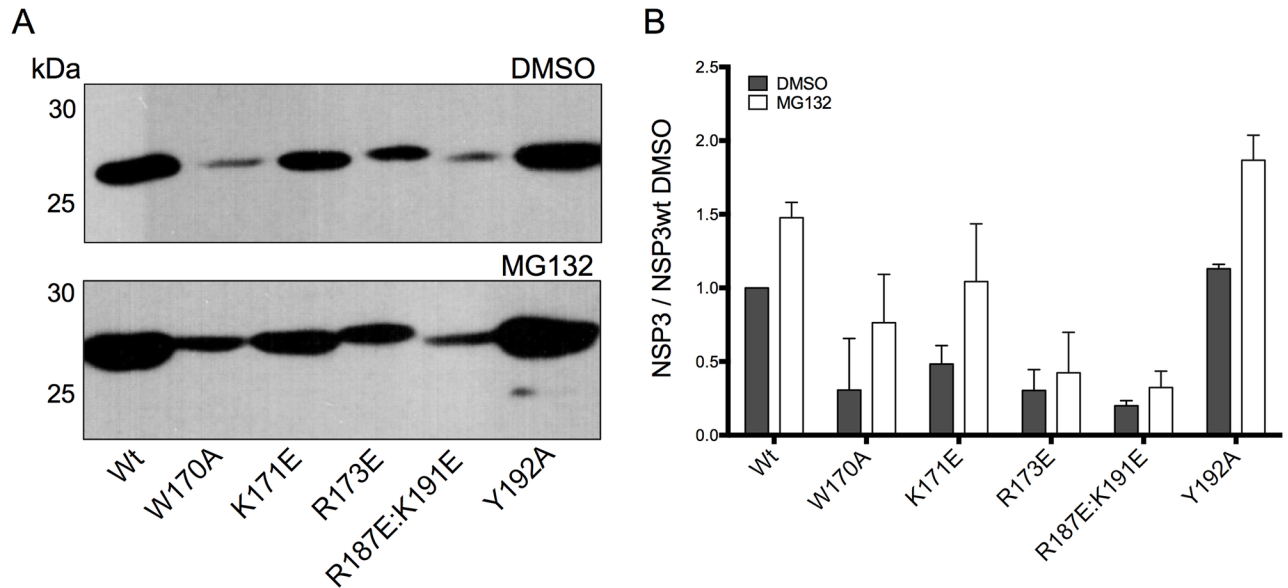 A
kDa
DMSO
30
25
MG132
30
25
Wt
W170A
K171E
R173E
R187E:K191E
Y192A
B
NSP3 / NSP3wt DMSO
2.5
2.0
1.5
1.0
0.5
0.0
DMSO
MG132
Wt
W170A
K171E
R173E
R187E:K191E
Y192A